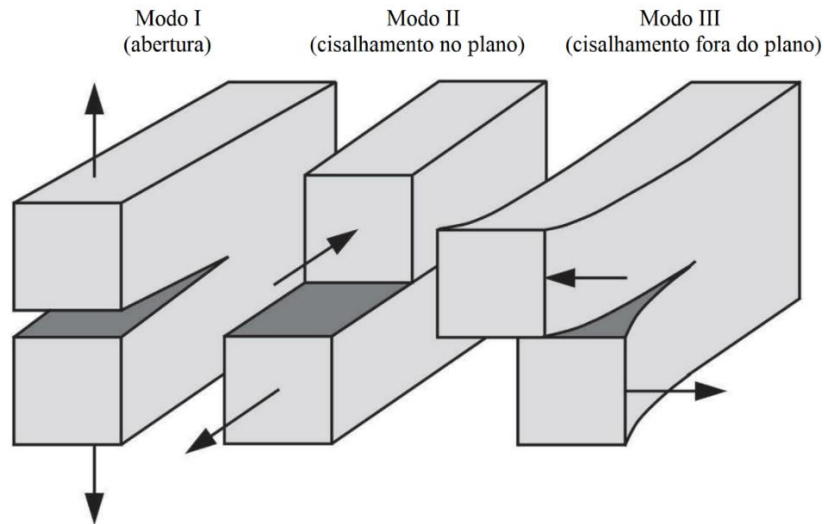 Modo I
(abertura)
Modo II
(cisalhamento no plano)
Modo III
(cisalhamento fora do plano)